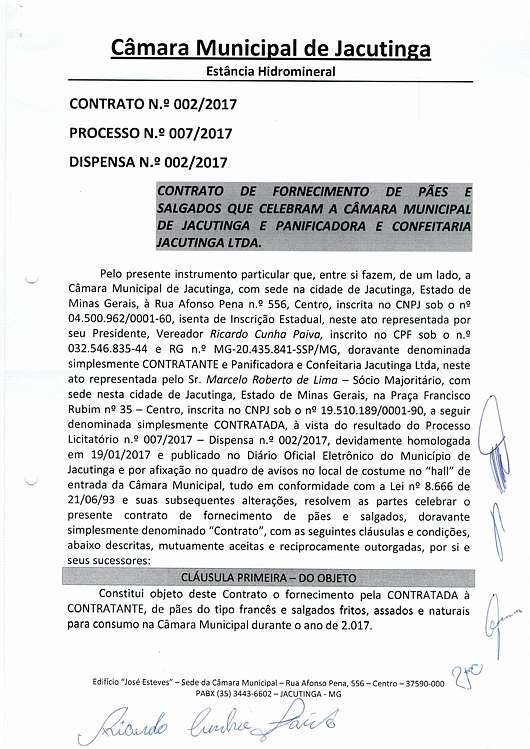 Câmara Municipal de Jacutinga
Estância Hidromineral
CONTRATO N.º 002/2017
PROCESSO N.º 007/2017
DISPENSA N.º 002/2017
CONTRATO DE FORNECIMENTO DE PÃES E
SALGADOS QUE CELEBRAM A CÂMARA MUNICIPAL
DE JACUTINGA E PANIFICADORA E CONFEITARIA
JACUTINGA LTDA.
Pelo presente instrumento particular que, entre si fazem, de um lado, a
Câmara Municipal de Jacutinga, com sede na cidade de Jacutinga, Estado de
Minas Gerais, à Rua Afonso Pena n.º 556, Centro, inscrita no CNPJ sob o nº
04.500.962/0001-60, isenta de Inscrição Estadual, neste ato representada por
seu Presidente, Vereador Ricardo Cunha Paiva, inscrito no CPF sob o n.º
032.546.835-44 e RG n.º MG-20.435.841-SSP/MG, doravante denominada
simplesmente CONTRATANTE e Panificadora e Confeitaria Jacutinga Ltda, neste
ato representada pelo Sr. Marcelo Roberto de Lima – Sócio Majoritário, com
sede nesta cidade de Jacutinga, Estado de Minas Gerais, na Praça Francisco
Rubim nº 35 – Centro, inscrita no CNPJ sob o nº 19.510.189/0001-90, a seguir
denominada simplesmente CONTRATADA, à vista do resultado do Processo
Licitatório n.º 007/2017 – Dispensa n.º 002/2017, devidamente homologada
em 19/01/2017 e publicado no Diário Oficial Eletrônico do Município de
Jacutinga e por afixação no quadro de avisos no local de costume no “hall” de
entrada da Câmara Municipal, tudo em conformidade com a Lei nº 8.666 de
21/06/93 e suas subsequentes alterações, resolvem as partes celebrar o
presente contrato de fornecimento de pães e salgados, doravante
simplesmente denominado “Contrato”, com as seguintes cláusulas e condições,
abaixo descritas, mutuamente aceitas e reciprocamente outorgadas, por si e
seus sucessores:
CLÁUSULA PRIMEIRA – DO OBJETO
Constitui objeto deste Contrato o fornecimento pela CONTRATADA à
CONTRATANTE, de pães do tipo francês e salgados fritos, assados e naturais
para consumo na Câmara Municipal durante o ano de 2.017.
Edifício “José Esteves” – Sede da Câmara Municipal – Rua Afonso Pena, 556 – Centro – 37590-000
PABX (35) 3443-6602 – JACUTINGA - MG
Ricardo Cunha Paiva